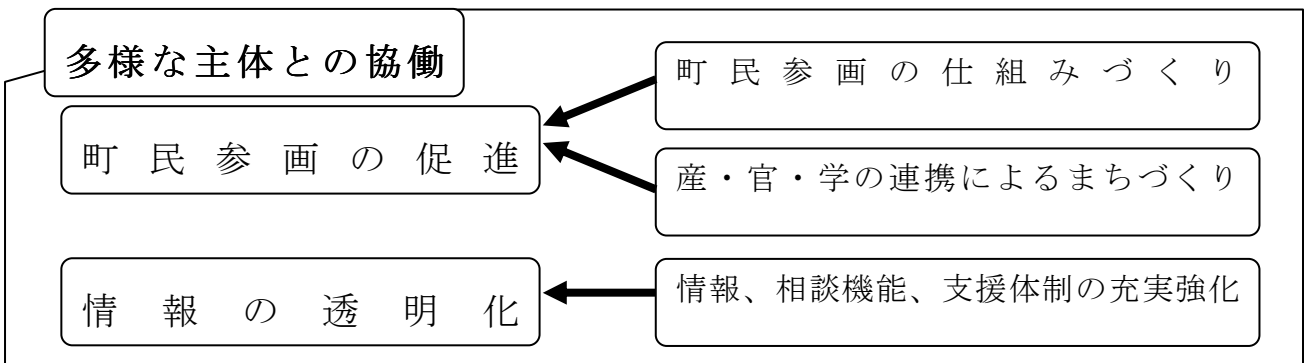 多様な主体との協働
町民参画の仕組みづくり
町民参画の促進
産・官・学の連携によるまちづくり
情報の透明化
情報、相談機能、支援体制の充実強化